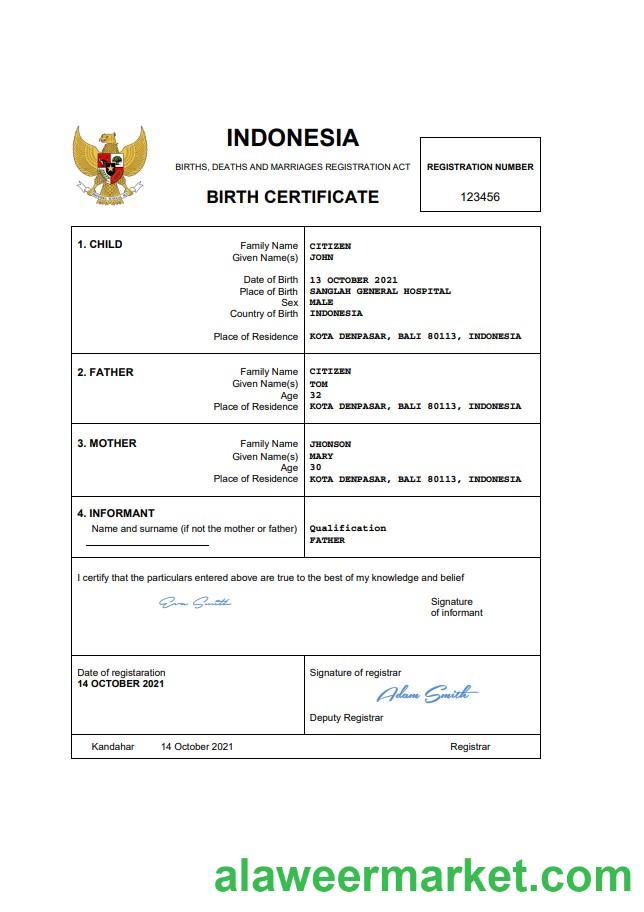 INDONESIA
BIRTHS, DEATHS AND MARRIAGES REGISTRATION ACT
BIRTH CERTIFICATE
REGISTRATION NUMBER
123456
1. CHILD
Family Name CITIZEN
Given Name(s) JOHN
Date of Birth 13 OCTOBER 2021
Place of Birth SANGLAH GENERAL HOSPITAL
Sex MALE
Country of Birth INDONESIA
Place of Residence KOTA DENPASAR, BALI 80113, INDONESIA
2. FATHER
Family Name CITIZEN
Given Name(s) TOM
Age 32
Place of Residence KOTA DENPASAR, BALI 80113, INDONESIA
3. MOTHER
Family Name JHONSON
Given Name(s) MARY
Age 30
Place of Residence KOTA DENPASAR, BALI 80113, INDONESIA
4. INFORMANT
Name and surname (if not the mother or father) Qualification
FATHER
I certify that the particulars entered above are true to the best of my knowledge and belief
Eva Smith
Signature
of informant
Date of registaration
14 OCTOBER 2021
Signature of registrar
Adam Smith
Deputy Registrar
Kandahar 14 October 2021 Registrar
alaweermarket.com